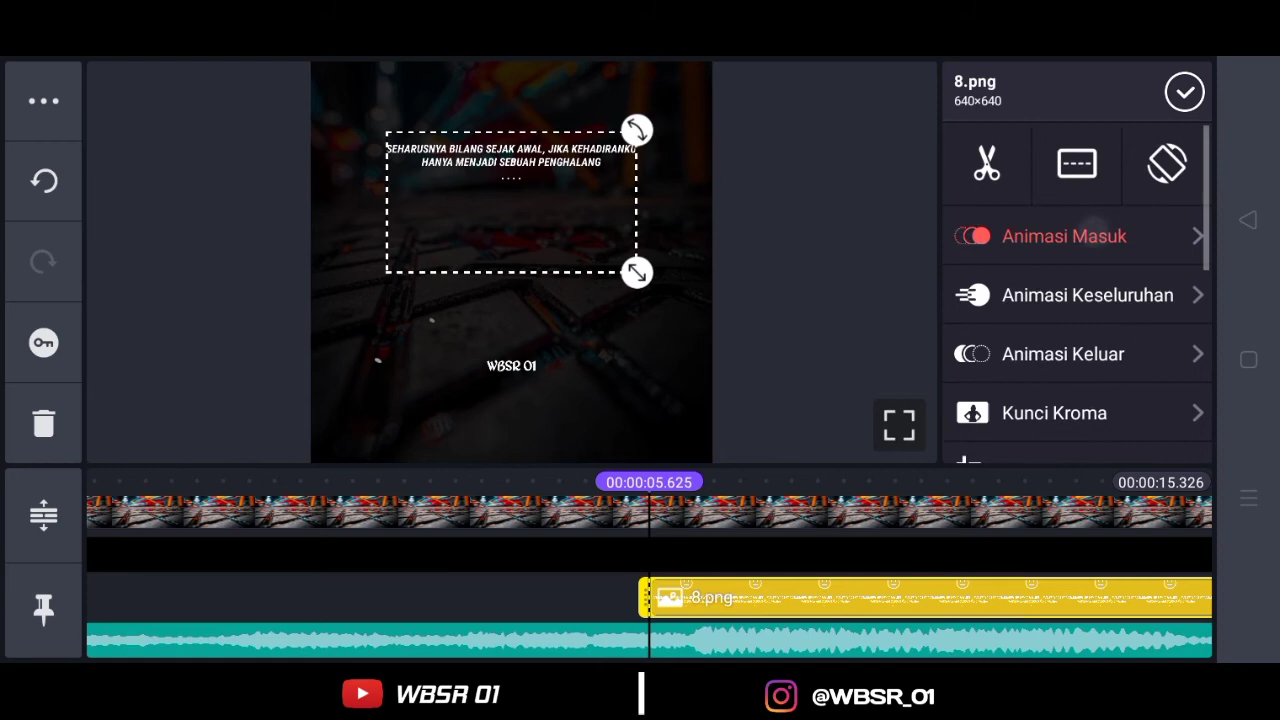 8.png
640×640
SEHARUSNYA BILANG SEJAK AWAL, JIKA KEHADIRANKU
HANYA MENJADI SEBUAH PENGHALANG
. . . .
WBSR 01
Animasi Masuk
Animasi Keseluruhan
Animasi Keluar
Kunci Kroma
00:00:05.625
00:00:15.326
8.png
WBSR 01
@WBSR_01